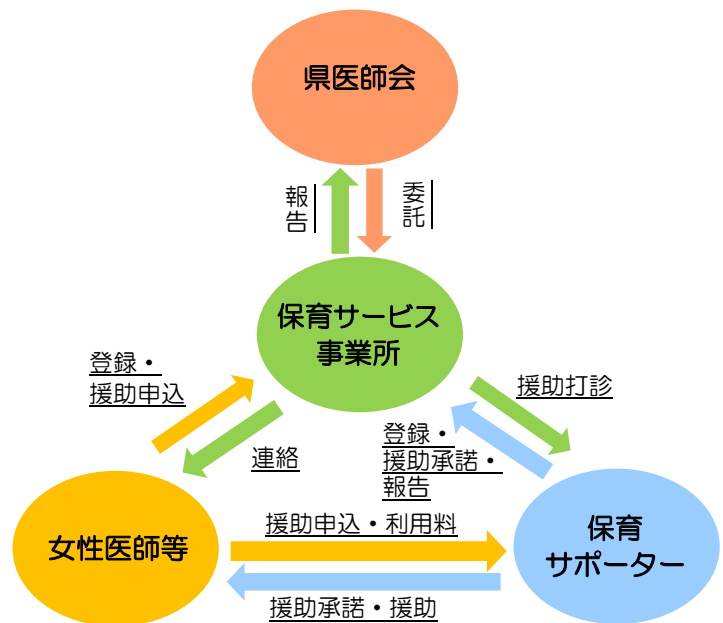 県医師会
報告
委託
保育サービス
事業所
登録・
援助申込
連絡
援助打診
登録・
援助承諾・
報告
女性医師等
援助申込・利用料
援助承諾・援助
保育
サポーター